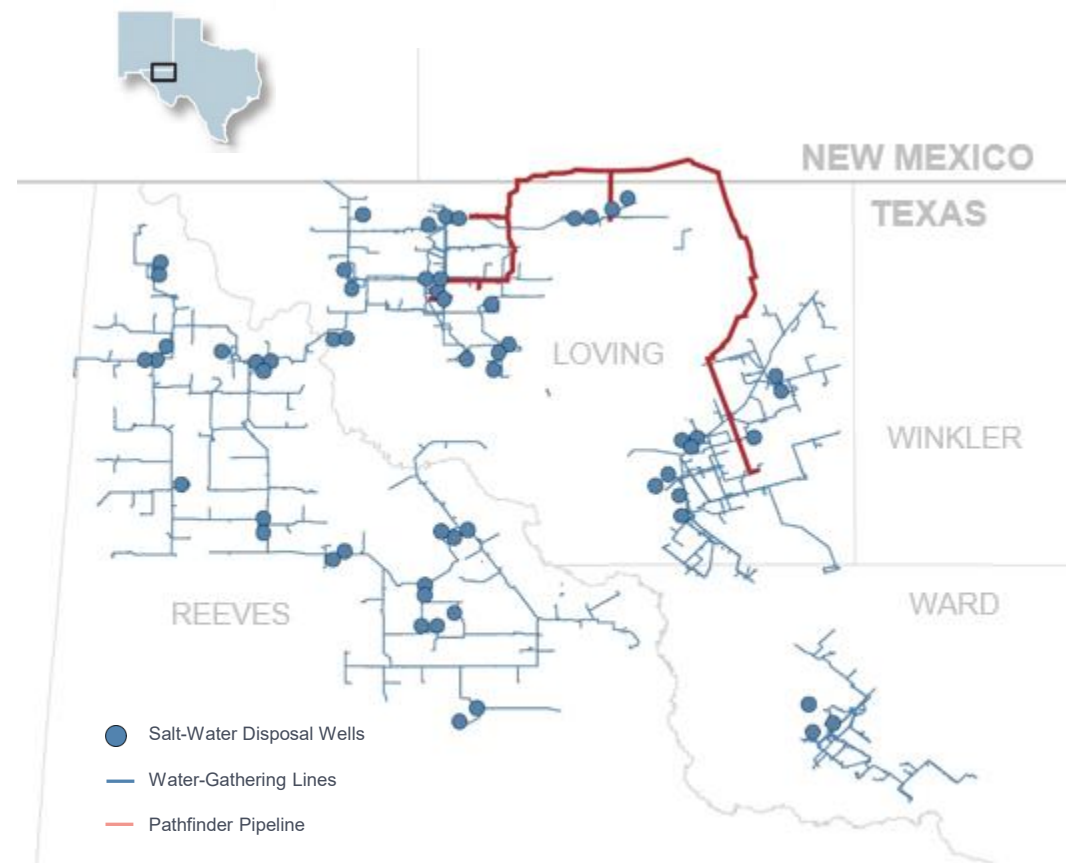 NEW MEXICO
TEXAS
LOVING
WINKLER
REEVES
WARD
Salt-Water Disposal Wells
Water-Gathering Lines
Pathfinder Pipeline